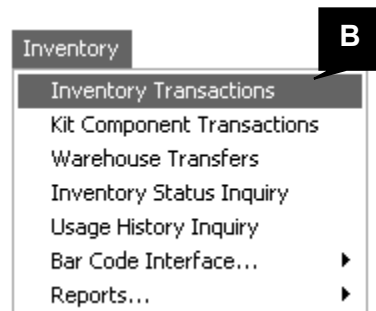 B
Inventory
Inventory Transactions
Kit Component Transactions
Warehouse Transfers
Inventory Status Inquiry
Usage History Inquiry
Bar Code Interface...
Reports...